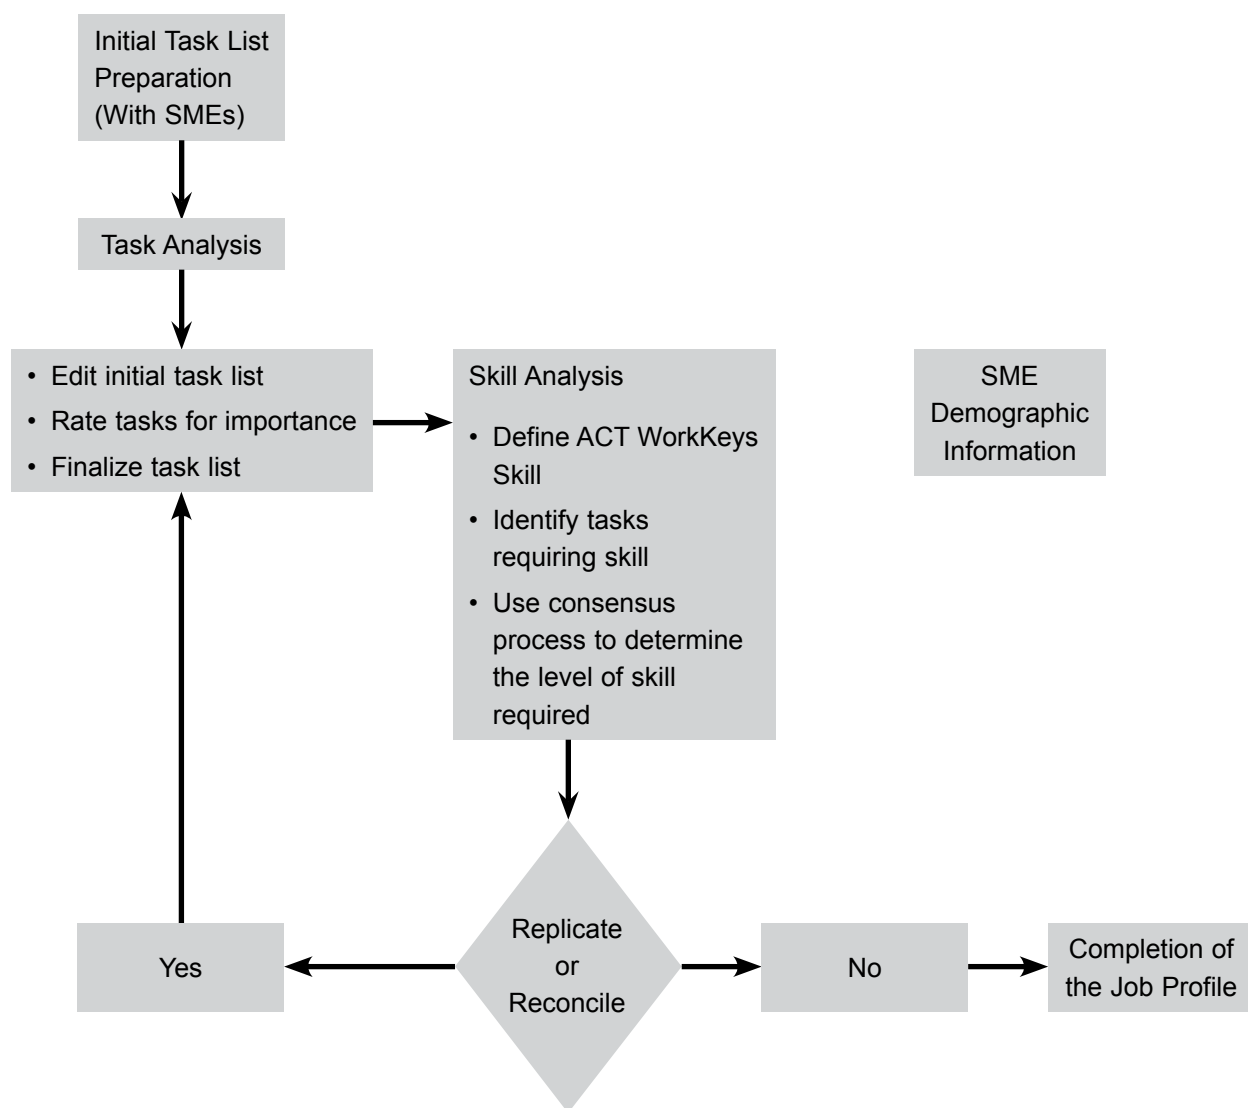 Initial Task List
Preparation
(With SMEs)
Task Analysis
• Edit initial task list
• Rate tasks for importance
• Finalize task list
Skill Analysis
• Define ACT WorkKeys
Skill
• Identify tasks
requiring skill
• Use consensus
process to determine
the level of skill
required
SME
Demographic
Information
Replicate
or
Reconcile
Yes
No
Completion of
the Job Profile